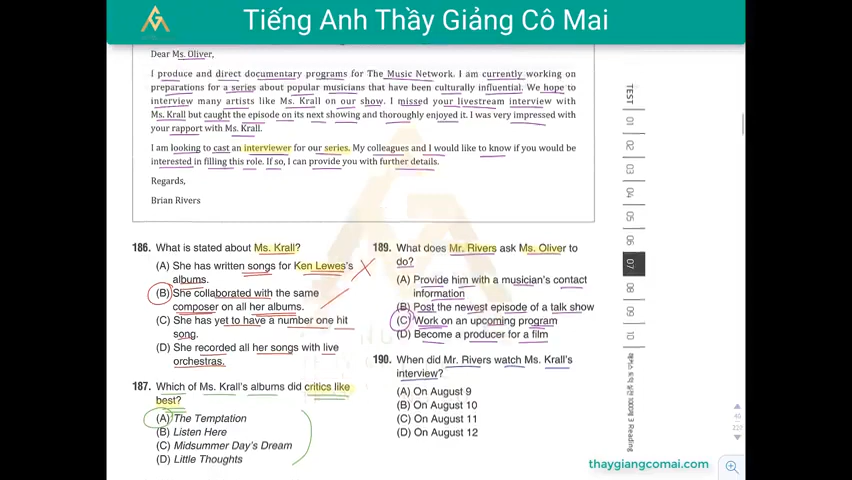 Tiếng Anh Thầy Giảng Cô Mai
Dear Ms. Oliver,
I produce and direct documentary programs for The Music Network. I am currently working on
preparations for a series about popular musicians that have been culturally influential. We hope to
interview many artists like Ms. Krall on our show. I missed your livestream interview with
Ms. Krall but caught the episode on its next showing and thoroughly enjoyed it. I was very impressed with
your rapport with Ms. Krall.
I am looking to cast an interviewer for our series. My colleagues and I would like to know if you would be
interested in filling this role. If so, I can provide you with further details.
Regards,
Brian Rivers
186. What is stated about Ms. Krall?
(A) She has written songs for Ken Lewes's
albums.
(B) She collaborated with the same
composer on all her albums.
(C) She has yet to have a number one hit
song.
(D) She recorded all her songs with live
orchestras.
187. Which of Ms. Krall's albums did critics like
best?
(A) The Temptation
(B) Listen Here
(C) Midsummer Day's Dream
(D) Little Thoughts
189. What does Mr. Rivers ask Ms. Oliver to
do?
(A) Provide him with a musician's contact
information
(B) Post the newest episode of a talk show
(C) Work on an upcoming program
(D) Become a producer for a film
190. When did Mr. Rivers watch Ms. Krall's
interview?
(A) On August 9
(B) On August 10
(C) On August 11
(D) On August 12
TEST
01
02
03
04
05
06
07
08
09
10
thaygiangcomai.com